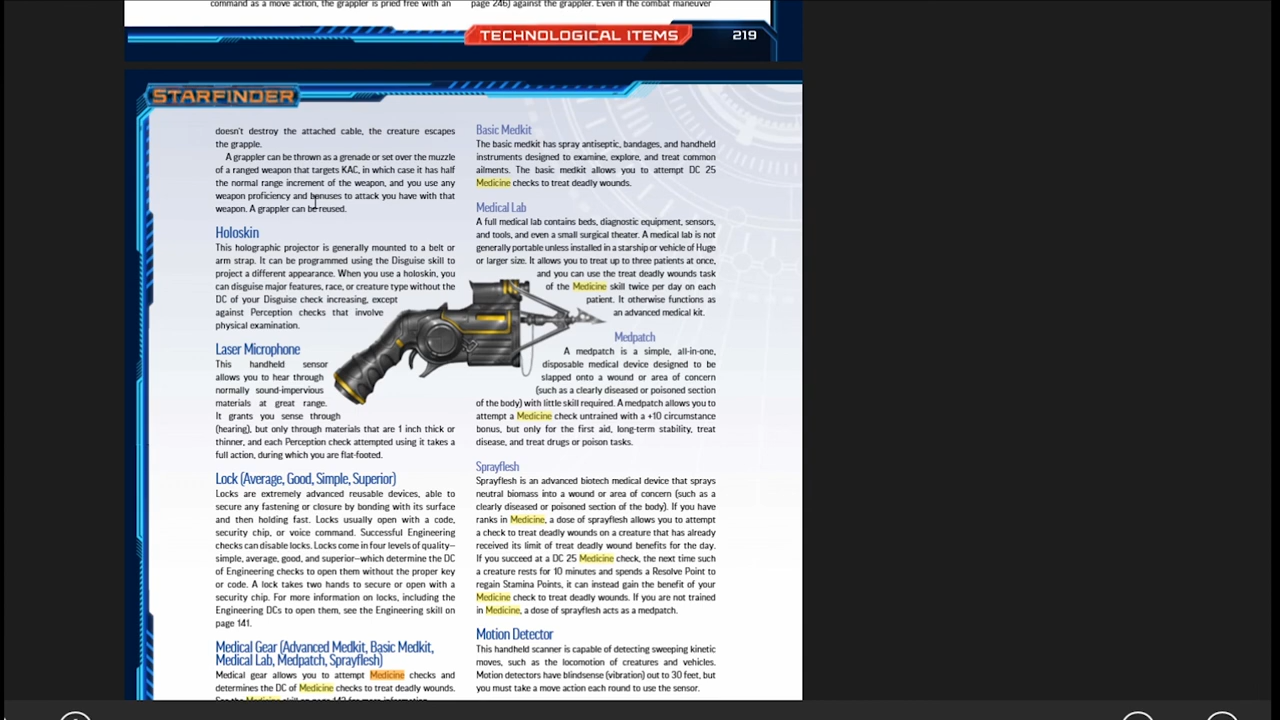 command as a move action, the grappler is pried free with an
page 246) against the grappler. Even if the combat maneuver
TECHNOLOGICAL ITEMS
219
STARFINDER
doesn't destroy the attached cable, the creature escapes
the grapple.
A grappler can be thrown as a grenade or set over the muzzle
of a ranged weapon that targets KAC, in which case it has half
the normal range increment of the weapon, and you use any
weapon proficiency and bonuses to attack you have with that
weapon. A grappler can be reused.
Holoskin
This holographic projector is generally mounted to a belt or
arm strap. It can be programmed using the Disguise skill to
project a different appearance. When you use a holoskin, you
can disguise major features, race, or creature type without the
DC of your Disguise check increasing, except
against Perception checks that involve
physical examination.
Laser Microphone
This handheld sensor
allows you to hear through
normally sound-impervious
materials at great range.
It grants you sense through
(hearing), but only through materials that are 1 inch thick or
thinner, and each Perception check attempted using it takes a
full action, during which you are flat-footed.
Lock (Average, Good, Simple, Superior)
Locks are extremely advanced reusable devices, able to
secure any fastening or closure by bonding with its surface
and then holding fast. Locks usually open with a code,
security chip, or voice command. Successful Engineering
checks can disable locks. Locks come in four levels of quality—
simple, average, good, and superior—which determine the DC
of Engineering checks to open them without the proper key
or code. A lock takes two hands to secure or open with a
security chip. For more information on locks, including the
Engineering DCs to open them, see the Engineering skill on
page 141.
Medical Gear (Advanced Medkit, Basic Medkit,
Medical Lab, Medpatch, Sprayflesh)
Medical gear allows you to attempt Medicine checks and
determines the DC of Medicine checks to treat deadly wounds.
See the Medicine skill on page 142 for more information.
Basic Medkit
The basic medkit has spray antiseptic, bandages, and handheld
instruments designed to examine, explore, and treat common
ailments. The basic medkit allows you to attempt DC 25
Medicine checks to treat deadly wounds.
Medical Lab
A full medical lab contains beds, diagnostic equipment, sensors,
and tools, and even a small surgical theater. A medical lab is not
generally portable unless installed in a starship or vehicle of Huge
or larger size. It allows you to treat up to three patients at once,
and you can use the treat deadly wounds task
of the Medicine skill twice per day on each
patient. It otherwise functions as
an advanced medical kit.
Medpatch
A medpatch is a simple, all-in-one,
disposable medical device designed to be
slapped onto a wound or area of concern
(such as a clearly diseased or poisoned section
of the body) with little skill required. A medpatch allows you to
attempt a Medicine check untrained with a +10 circumstance
bonus, but only for the first aid, long-term stability, treat
disease, and treat drugs or poison tasks.
Sprayflesh
Sprayflesh is an advanced biotech medical device that sprays
neutral biomass into a wound or area of concern (such as a
clearly diseased or poisoned section of the body). If you have
ranks in Medicine, a dose of sprayflesh allows you to attempt
a check to treat deadly wounds on a creature that has already
received its limit of treat deadly wound benefits for the day.
If you succeed at a DC 25 Medicine check, the next time such
a creature rests for 10 minutes and spends a Resolve Point to
regain Stamina Points, it can instead gain the benefit of your
Medicine check to treat deadly wounds. If you are not trained
in Medicine, a dose of sprayflesh acts as a medpatch.
Motion Detector
This handheld scanner is capable of detecting sweeping kinetic
moves, such as the locomotion of creatures and vehicles.
Motion detectors have blindsense (vibration) out to 30 feet, but
you must take a move action each round to use the sensor.